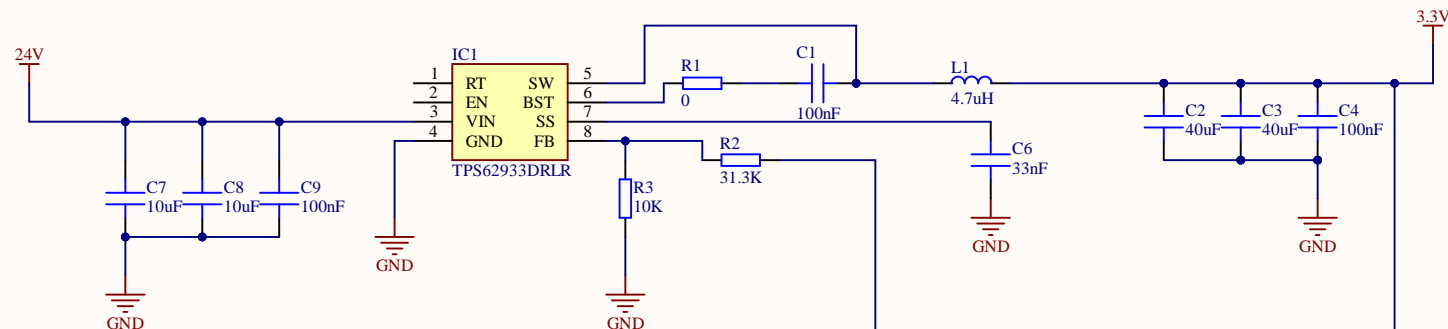 3.3V
24V
IC1
1
RT
SW
5
2
EN
BST
6
3
VIN
SS
7
4
GND
FB
8
TPS62933DRLR
R1
0
C1
100nF
L1
4.7uH
C2
40uF
C3
40uF
C4
100nF
R2
31.3K
C6
33nF
R3
10K
C7
10uF
C8
10uF
C9
100nF
GND
GND
GND
GND
GND